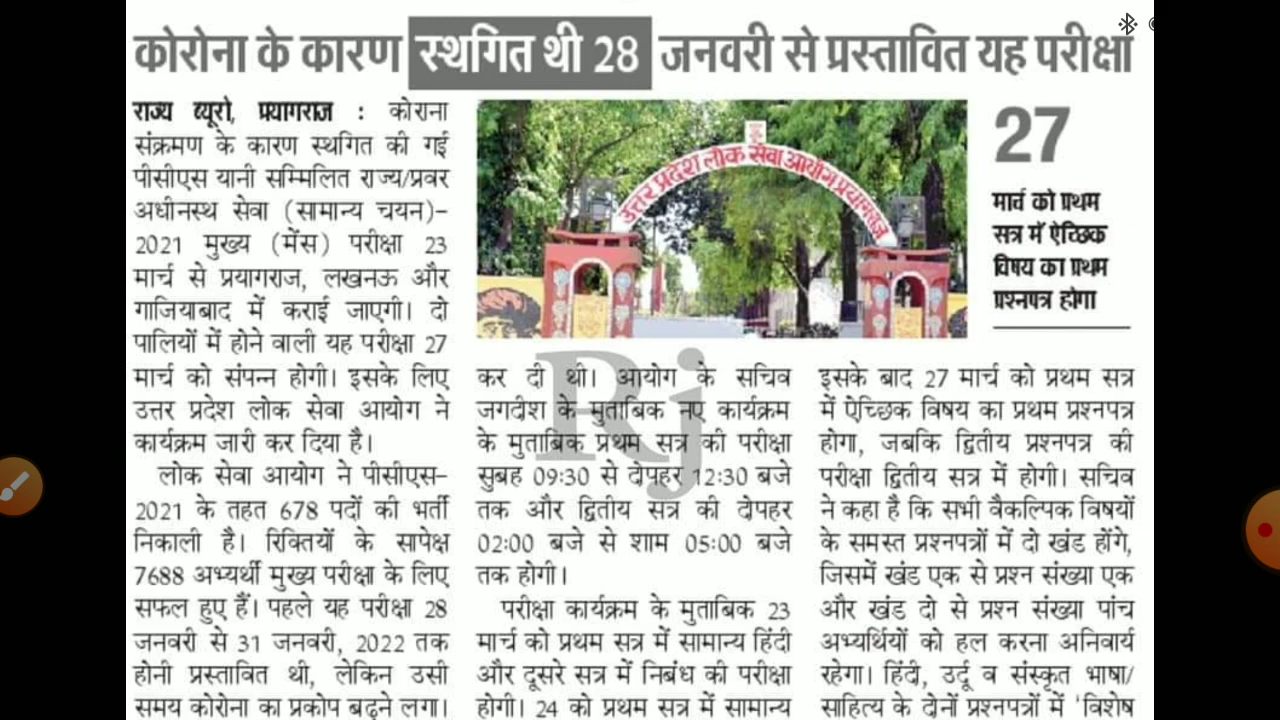 कोरोना के कारण स्थगित थी 28 जनवरी से प्रस्तावित यह परीक्षा
राज्य ब्यूरो, प्रयागराज : कोराना
संक्रमण के कारण स्थगित की गई
पीसीएस यानी सम्मिलित राज्य/प्रवर
अधीनस्थ सेवा (सामान्य चयन)-
2021 मुख्य (मेंस) परीक्षा 23
मार्च से प्रयागराज, लखनऊ और
गाजियाबाद में कराई जाएगी। दो
पालियों में होने वाली यह परीक्षा 27
मार्च को संपन्न होगी। इसके लिए
उत्तर प्रदेश लोक सेवा आयोग ने
कार्यक्रम जारी कर दिया है।
लोक सेवा आयोग ने पीसीएस-
2021 के तहत 678 पदों की भर्ती
निकाली है। रिक्तियों के सापेक्ष
7688 अभ्यर्थी मुख्य परीक्षा के लिए
सफल हुए हैं। पहले यह परीक्षा 28
जनवरी से 31 जनवरी, 2022 तक
होनी प्रस्तावित थी, लेकिन उसी
समय कोरोना का प्रकोप बढ़ने लगा।
उत्तर प्रदेश लोक सेवा आयोग प्रयागराज
27
मार्च को प्रथम
सत्र में ऐच्छिक
विषय का प्रथम
प्रश्नपत्र होगा
Rj
कर दी थी। आयोग के सचिव
जगदीश के मुताबिक नए कार्यक्रम
के मुताबिक प्रथम सत्र की परीक्षा
सुबह 09:30 से दोपहर 12:30 बजे
तक और द्वितीय सत्र की दोपहर
02:00 बजे से शाम 05:00 बजे
तक होगी।
परीक्षा कार्यक्रम के मुताबिक 23
मार्च को प्रथम सत्र में सामान्य हिंदी
और दूसरे सत्र में निबंध की परीक्षा
होगी। 24 को प्रथम सत्र में सामान्य
इसके बाद 27 मार्च को प्रथम सत्र
में ऐच्छिक विषय का प्रथम प्रश्नपत्र
होगा, जबकि द्वितीय प्रश्नपत्र की
परीक्षा द्वितीय सत्र में होगी। सचिव
ने कहा है कि सभी वैकल्पिक विषयों
के समस्त प्रश्नपत्रों में दो खंड होंगे,
जिसमें खंड एक से प्रश्न संख्या एक
और खंड दो से प्रश्न संख्या पांच
अभ्यर्थियों को हल करना अनिवार्य
रहेगा। हिंदी, उर्दू व संस्कृत भाषा/
साहित्य के दोनों प्रश्नपत्रों में 'विशेष